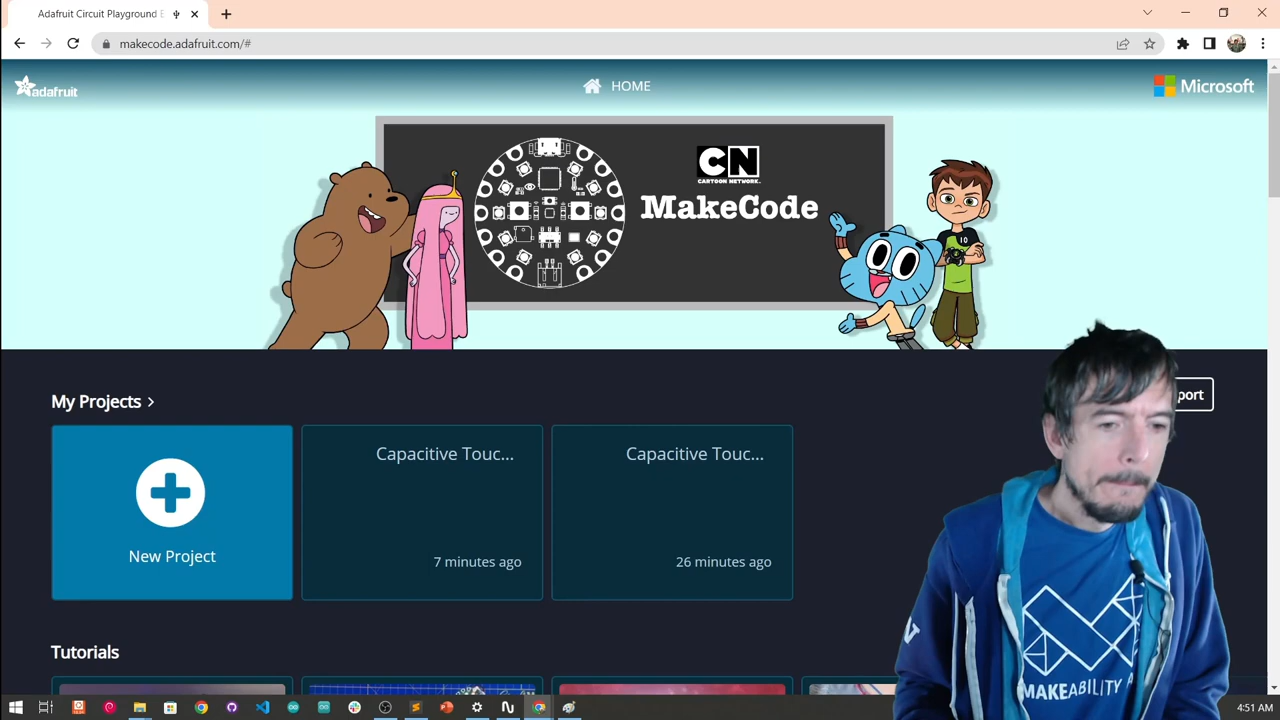 Adafruit Circuit Playground E
makecode.adafruit.com/#
adafruit
HOME
Microsoft
CN
CARTOON NETWORK
MakeCode
10
My Projects
port
New Project
Capacitive Touc...
7 minutes ago
Capacitive Touc...
26 minutes ago
Tutorials
MAKEABILITY
4:51 AM